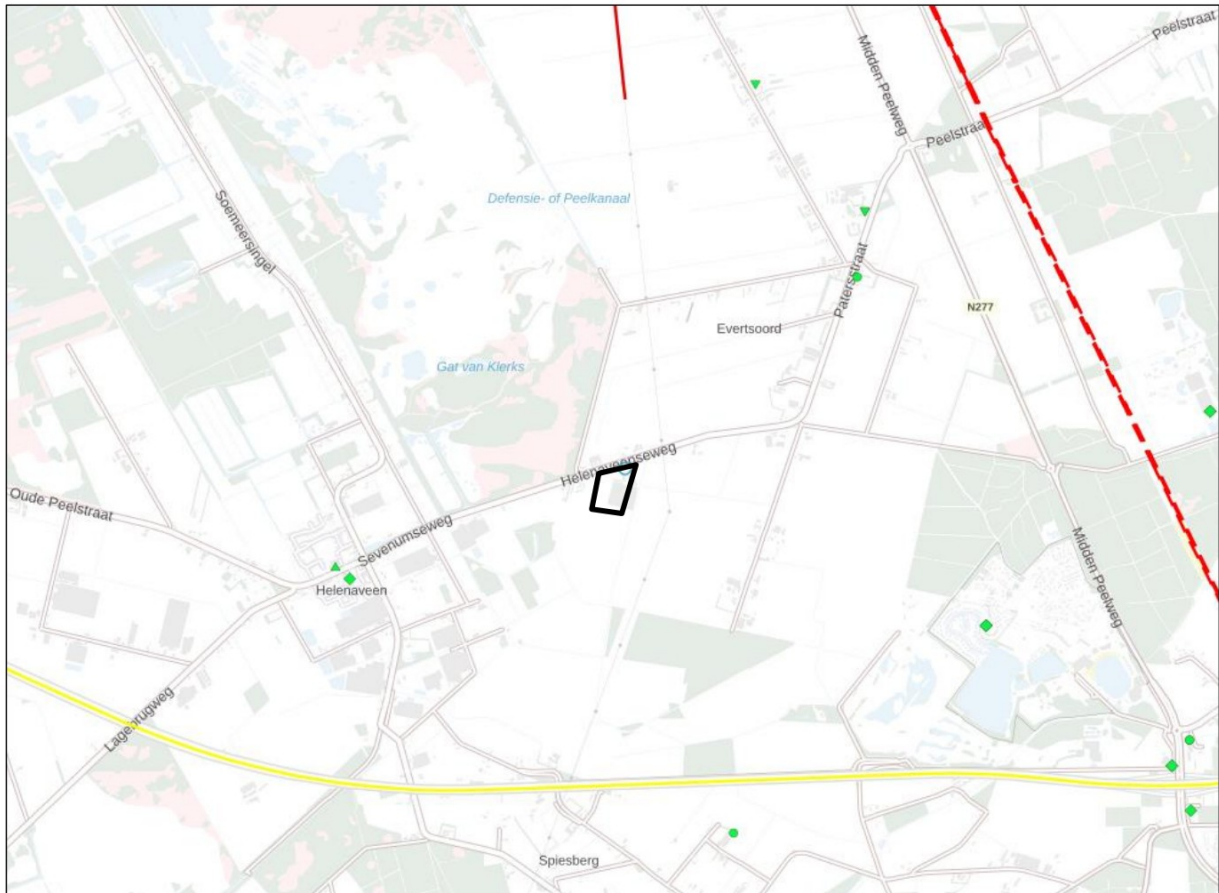 Peelstraat
Midden Peelweg
Peelstraat
Soemeersingel
Defensie- of Peelkanaal
Patersstraat
N277
Evertsoord
Gat van Klerks
Helenaveenseweg
Oude Peelstraat
Sevenumseweg
Midden Peelweg
Helenaveen
Lagebrugweg
Spiesberg